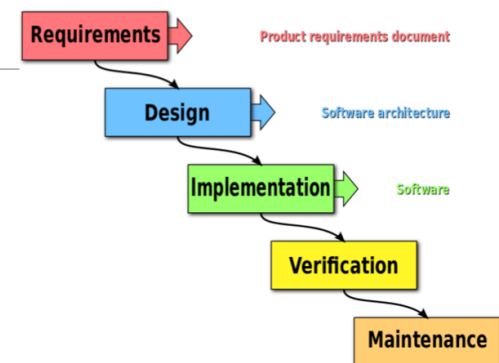 Requirements
Product requirements document
Design
Software architecture
Implementation
Software
Verification
Maintenance